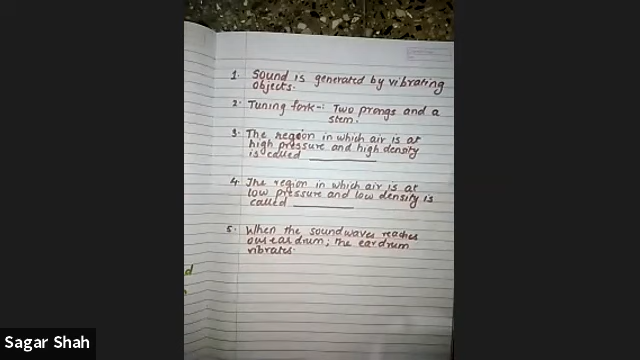 1. Sound is generated by vibrating
objects.
2. Tuning fork-: Two prongs and a
stem.
3. The region in which air is at
high pressure and high density
is called __________
4. The region in which air is at
low pressure and low density is
called __________
5. When the soundwaves reaches
our ear drum; the eardrum
vibrates.
Sagar Shah